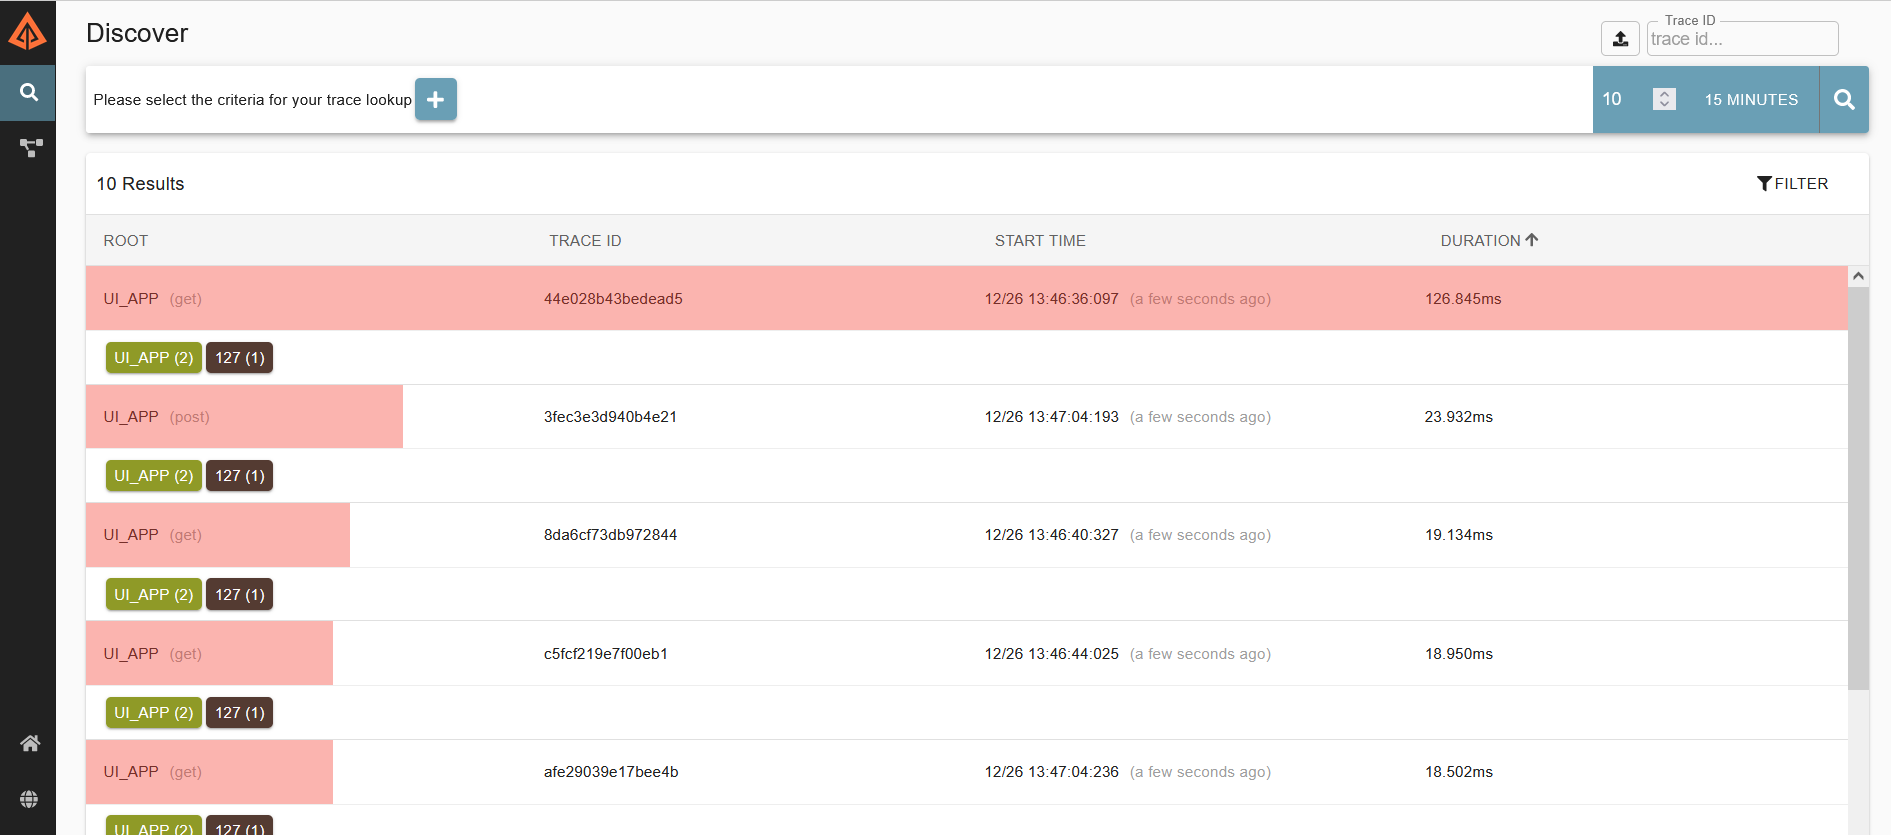 Discover
Trace ID
trace id...
Please select the criteria for your trace lookup
10
15 MINUTES
10 Results
FILTER
ROOT TRACE ID START TIME DURATION
UI_APP (get) 44e028b43bedead5 12/26 13:46:36:097 (a few seconds ago) 126.845ms
UI_APP (2) 127 (1)
UI_APP (post) 3fec3e3d940b4e21 12/26 13:47:04:193 (a few seconds ago) 23.932ms
UI_APP (2) 127 (1)
UI_APP (get) 8da6cf73db972844 12/26 13:46:40:327 (a few seconds ago) 19.134ms
UI_APP (2) 127 (1)
UI_APP (get) c5fcf219e7f00eb1 12/26 13:46:44:025 (a few seconds ago) 18.950ms
UI_APP (2) 127 (1)
UI_APP (get) afe29039e17bee4b 12/26 13:47:04:236 (a few seconds ago) 18.502ms
UI_APP (2) 127 (1)